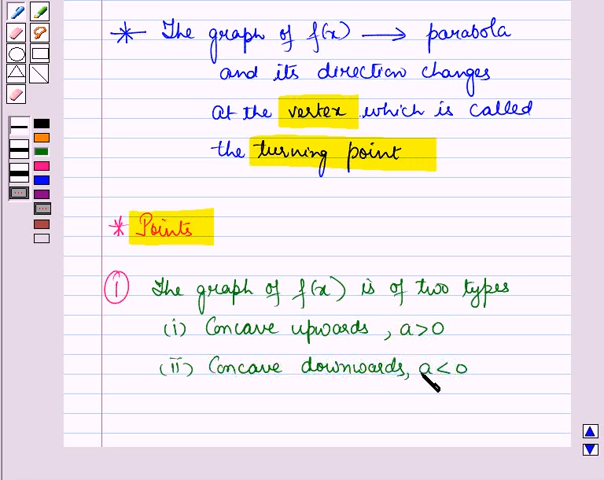 * The graph of f(x) → parabola
and its direction changes
at the vertex which is called
the turning point
* Points
① The graph of f(x) is of two types
(i) Concave upwards, a>0
(ii) Concave downwards, a<0